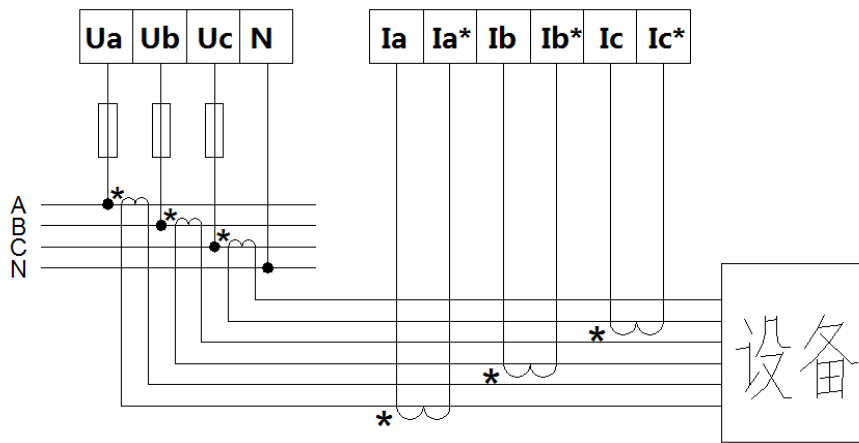 Ua Ub Uc N Ia Ia* Ib Ib* Ic Ic*
A *
B *
C *
N
*
*
*
设备